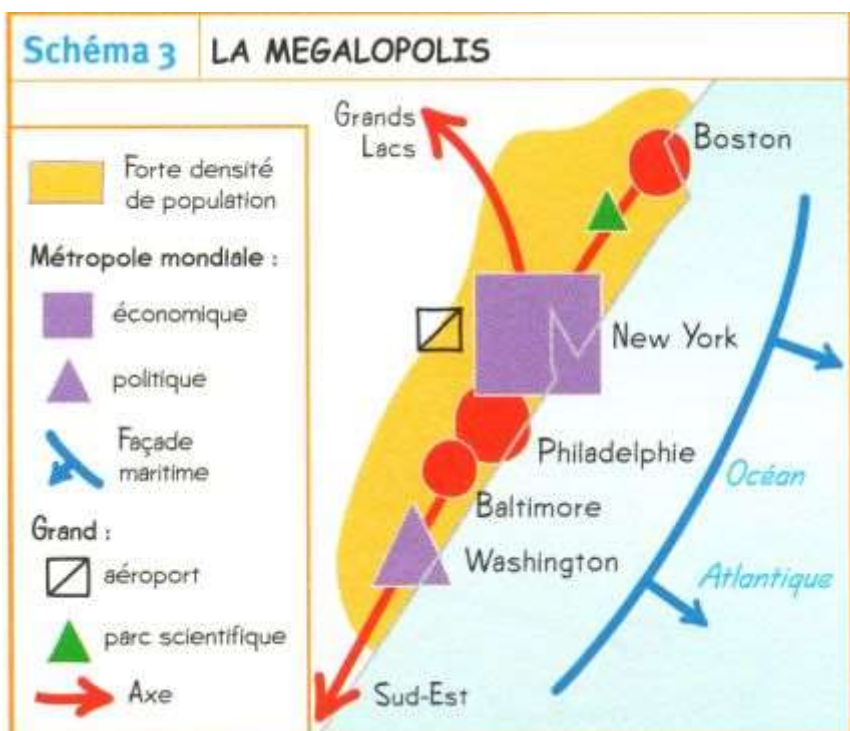 Schéma 3 LA MEGALOPOLIS
Forte densité
de population
Métropole mondiale :
économique
politique
Façade
maritime
Grand :
aéroport
parc scientifique
Axe
Grands
Lacs
Boston
New York
Philadelphie
Baltimore
Washington
Océan
Atlantique
Sud-Est